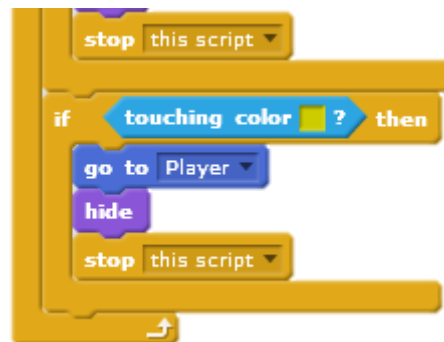 stop this script
if touching color ? then
go to Player
hide
stop this script